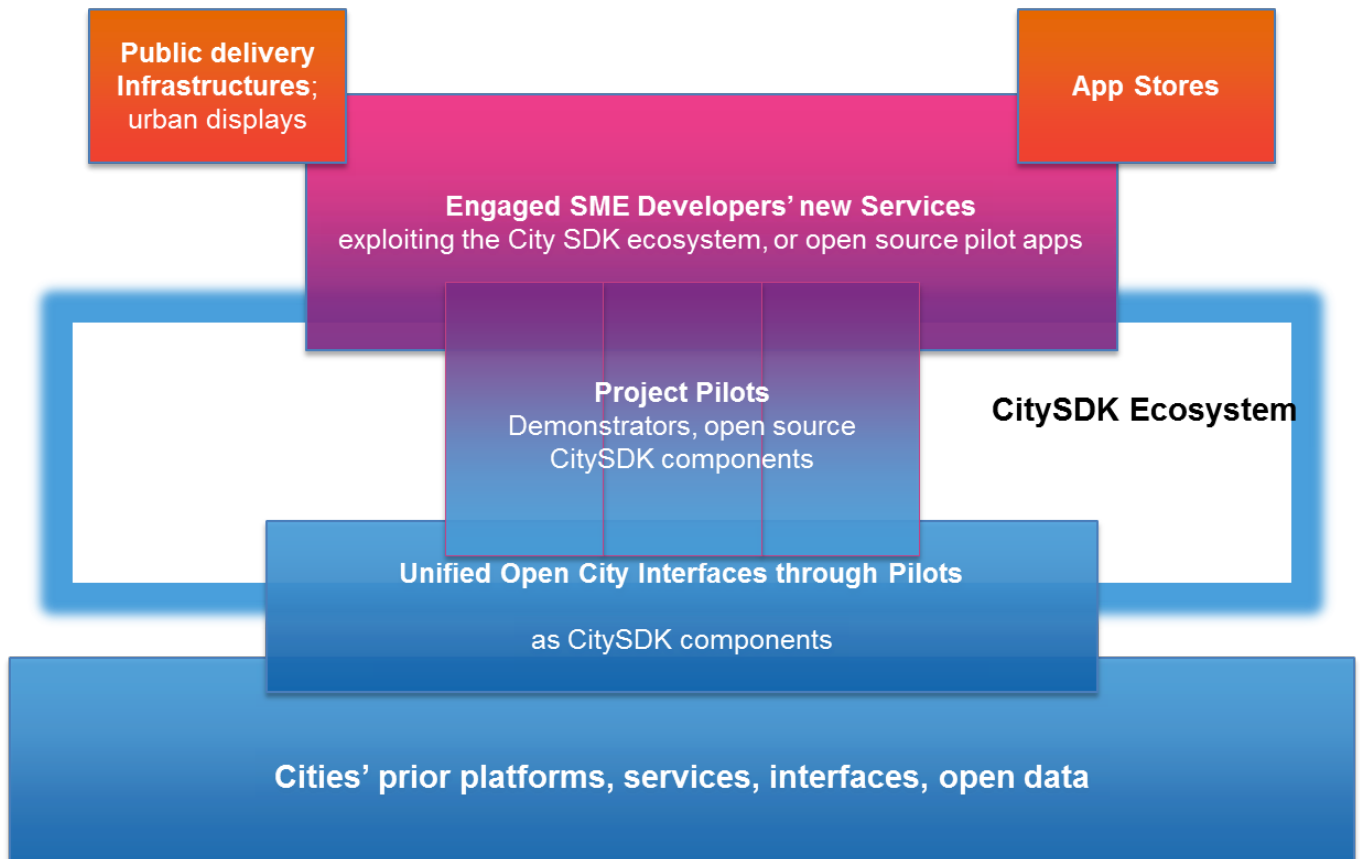 Public delivery
Infrastructures;
urban displays
App Stores
Engaged SME Developers’ new Services
exploiting the City SDK ecosystem, or open source pilot apps
Project Pilots
Demonstrators, open source
CitySDK components
CitySDK Ecosystem
Unified Open City Interfaces through Pilots
as CitySDK components
Cities’ prior platforms, services, interfaces, open data